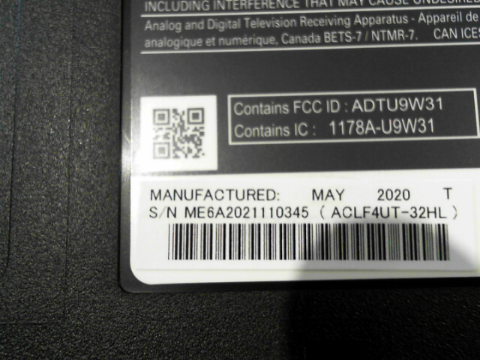 INCLUDING INTERFERENCE THAT MAY CAUSE UNDESIRED
Analog and Digital Television Receiving Apparatus - Appareil de
analogique et numérique, Canada BETS-7 / NTMR-7. CAN ICES
Contains FCC ID : ADTU9W31
Contains IC : 1178A-U9W31
MANUFACTURED: MAY 2020 T
S/N ME6A2021110345 ( ACLF4UT-32HL )